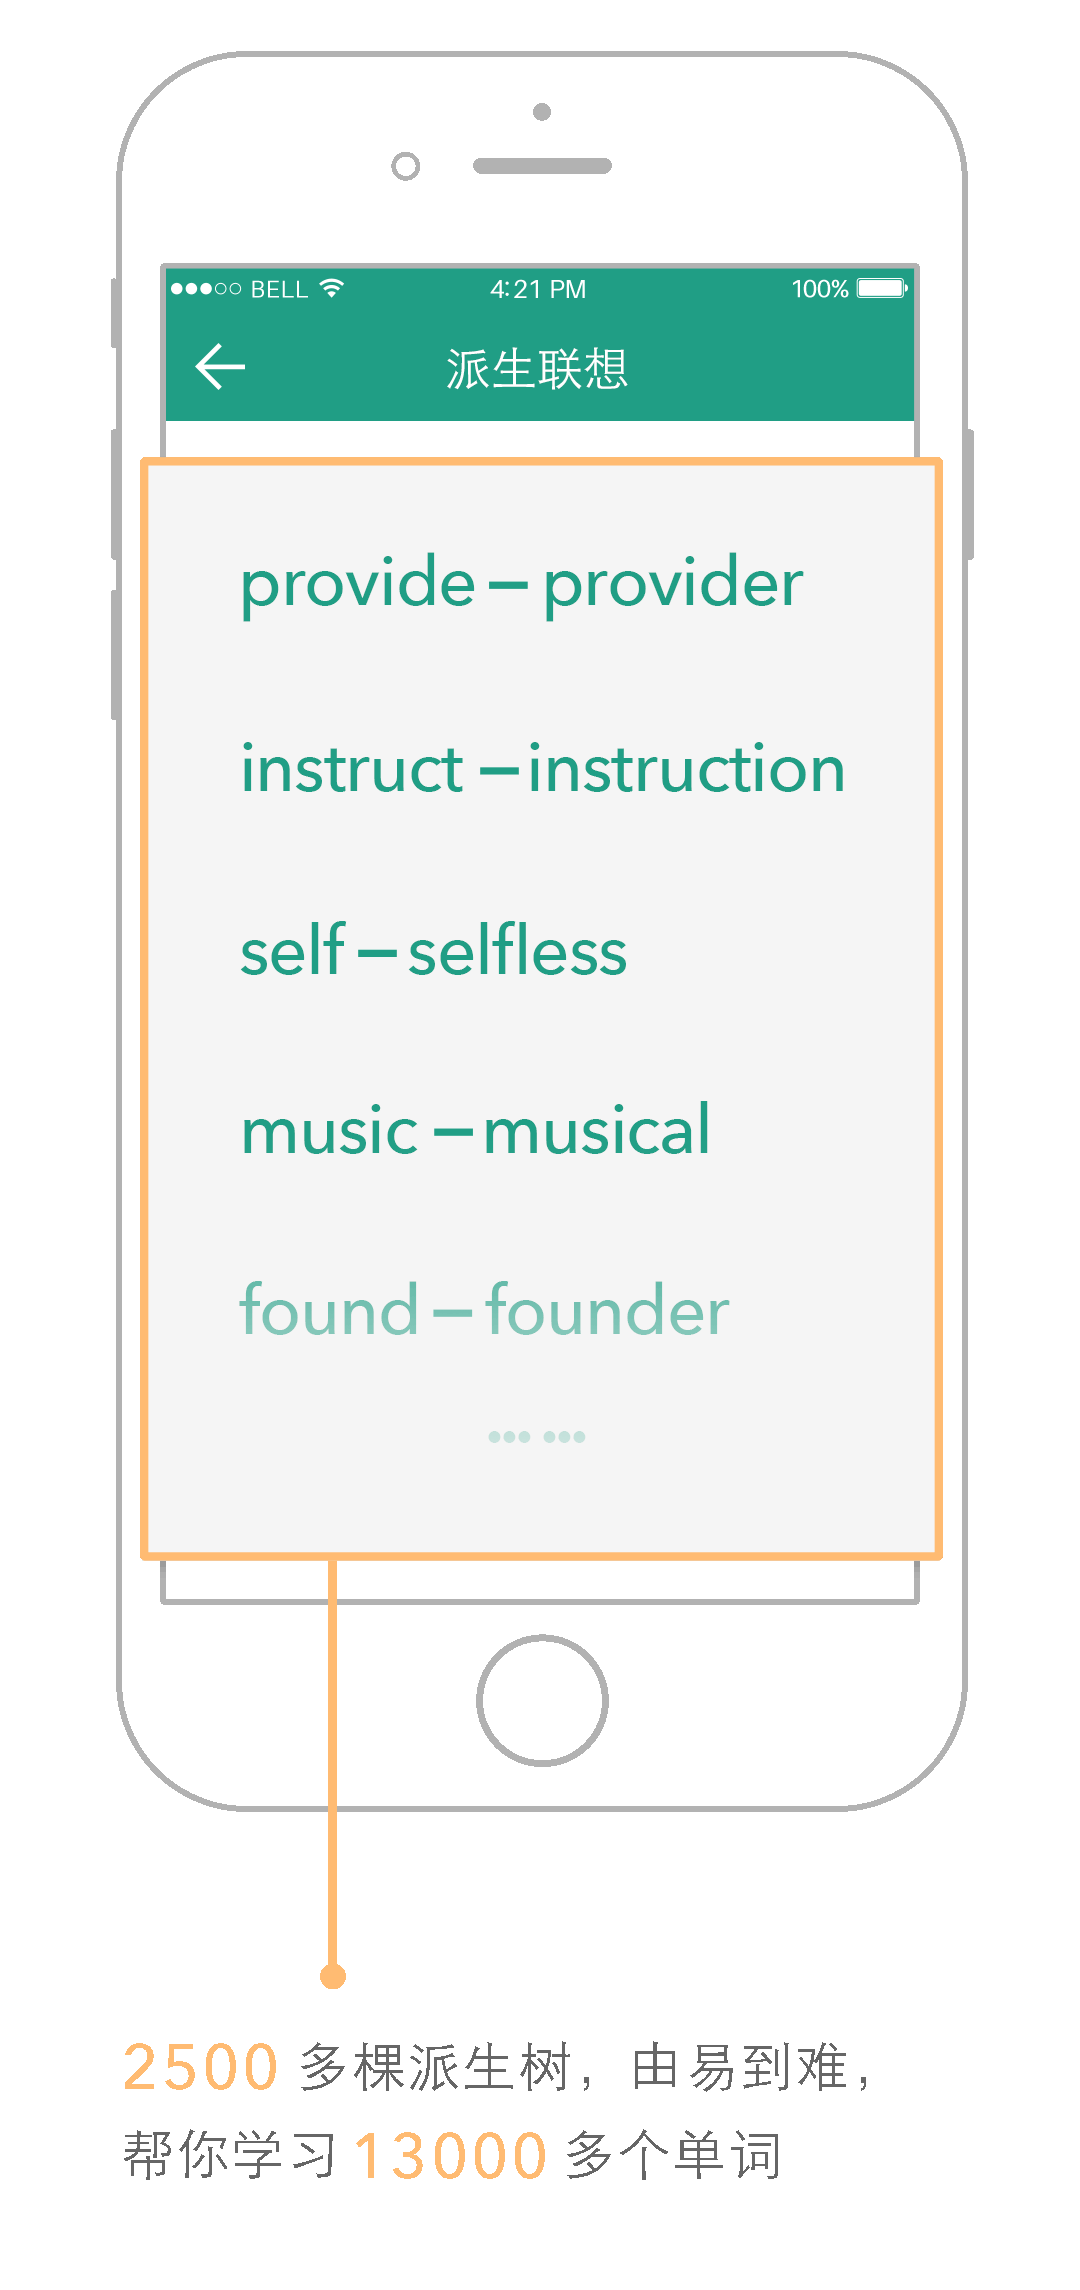 BELL 4:21 PM 100%
派生联想
provide – provider
instruct – instruction
self – selfless
music – musical
found – founder
•••  •••
2500 多棵派生树，由易到难，
帮你学习 13000 多个单词